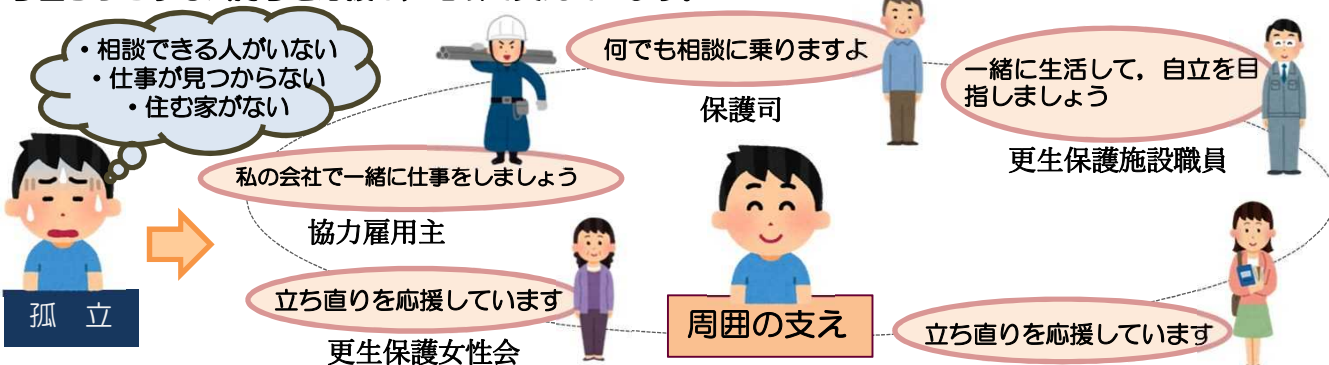 ・相談できる人がいない
・仕事が見つからない
・住む家がない
孤 立
私の会社で一緒に仕事をしましょう
協力雇用主
何でも相談に乗りますよ
保護司
一緒に生活して，自立を目
指しましょう
更生保護施設職員
立ち直りを応援しています
更生保護女性会
周囲の支え
立ち直りを応援しています